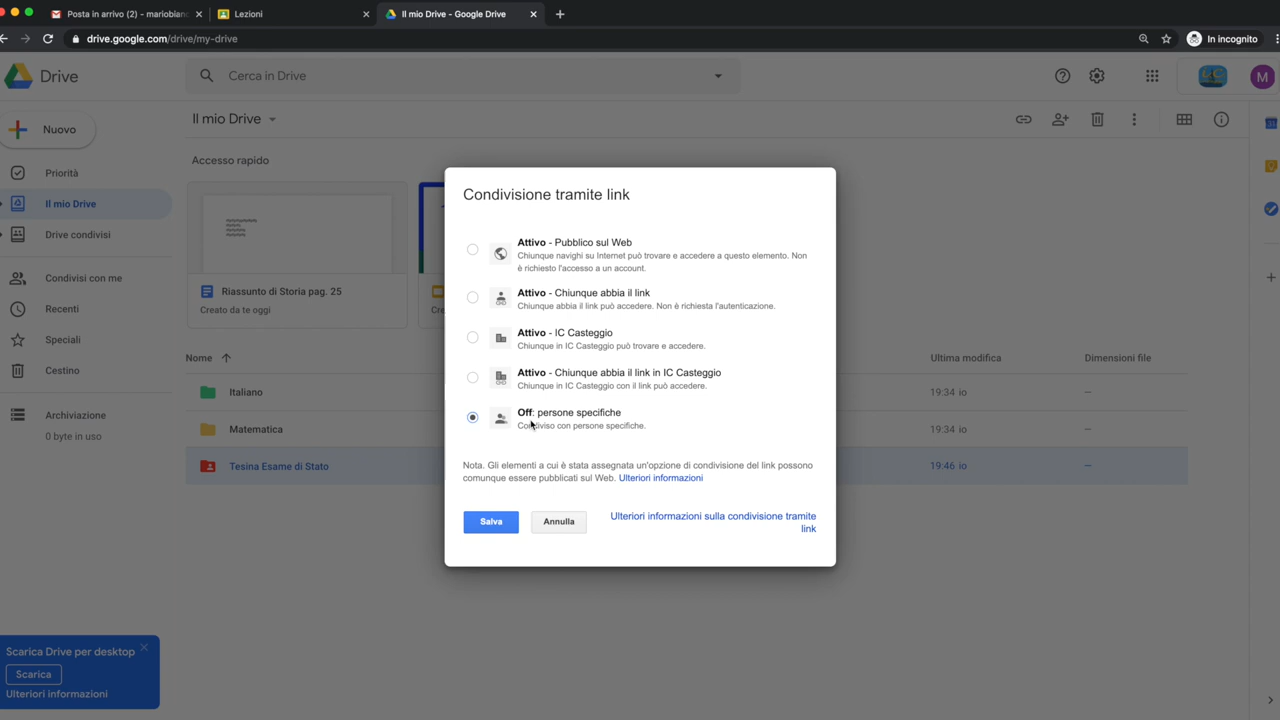 Posta in arrivo (2) - mariobian
Lezioni
Il mio Drive - Google Drive
drive.google.com/drive/my-drive
In incognito
Drive
Cerca in Drive
M
Nuovo
Il mio Drive
Accesso rapido
Priorità
Il mio Drive
Drive condivisi
Condivisi con me
Recenti
Speciali
Cestino
Archiviazione
0 byte in uso
Riassunto di Storia pag. 25
Creato da te oggi
Cre
Nome
Ultima modifica
Dimensioni file
Italiano
19:34 io
–
Matematica
19:34 io
–
Tesina Esame di Stato
19:46 io
–
Condivisione tramite link
Attivo - Pubblico sul Web
Chiunque navighi su Internet può trovare e accedere a questo elemento. Non
è richiesto l'accesso a un account.
Attivo - Chiunque abbia il link
Chiunque abbia il link può accedere. Non è richiesta l'autenticazione.
Attivo - IC Casteggio
Chiunque in IC Casteggio può trovare e accedere.
Attivo - Chiunque abbia il link in IC Casteggio
Chiunque in IC Casteggio con il link può accedere.
Off: persone specifiche
Condiviso con persone specifiche.
Nota. Gli elementi a cui è stata assegnata un'opzione di condivisione del link possono
comunque essere pubblicati sul Web. Ulteriori informazioni
Salva
Annulla
Ulteriori informazioni sulla condivisione tramite
link
Scarica Drive per desktop
Scarica
Ulteriori informazioni